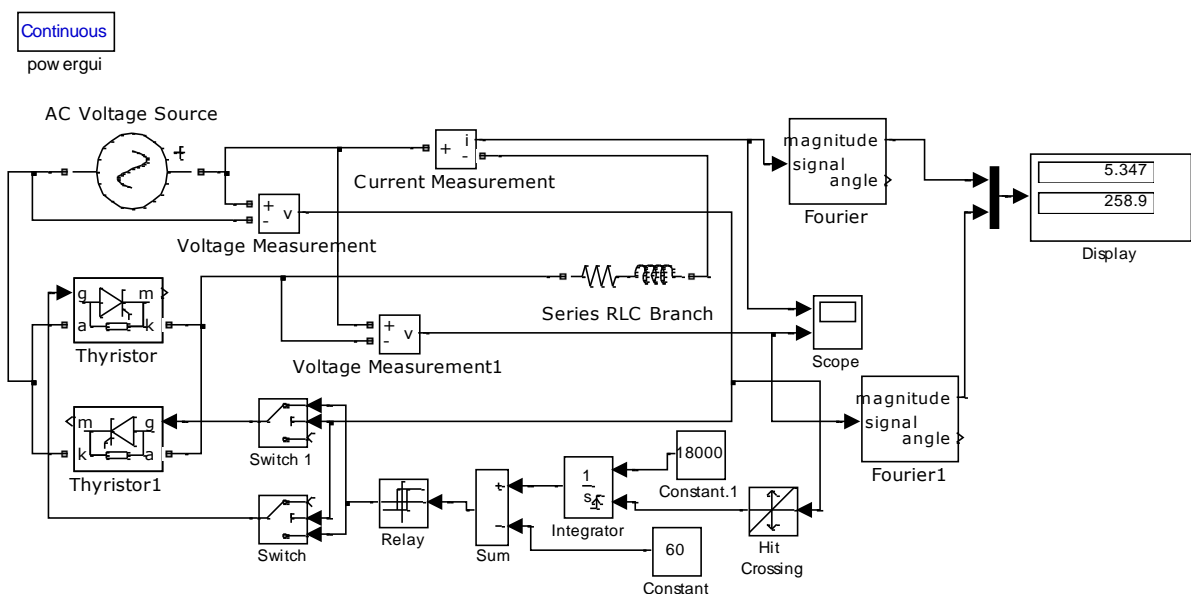 Continuous
pow ergui
AC Voltage Source
i
+
-
Current Measurement
magnitude
signal
angle
Fourier
5.347
258.9
Display
+
-
v
Voltage Measurement
g
m
a
k
Thyristor
Series RLC Branch
+
-
v
Voltage Measurement1
Scope
m
g
k
a
Thyristor1
Switch 1
magnitude
signal
angle
Fourier1
18000
Constant.1
1
s
Integrator
+
-
Sum
Relay
Switch
60
Constant
Hit
Crossing